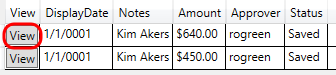 View DisplayDate Notes Amount Approver Status
View 1/1/0001 Kim Akers $640.00 rogreen Saved
View 1/1/0001 Kim Akers $450.00 rogreen Saved